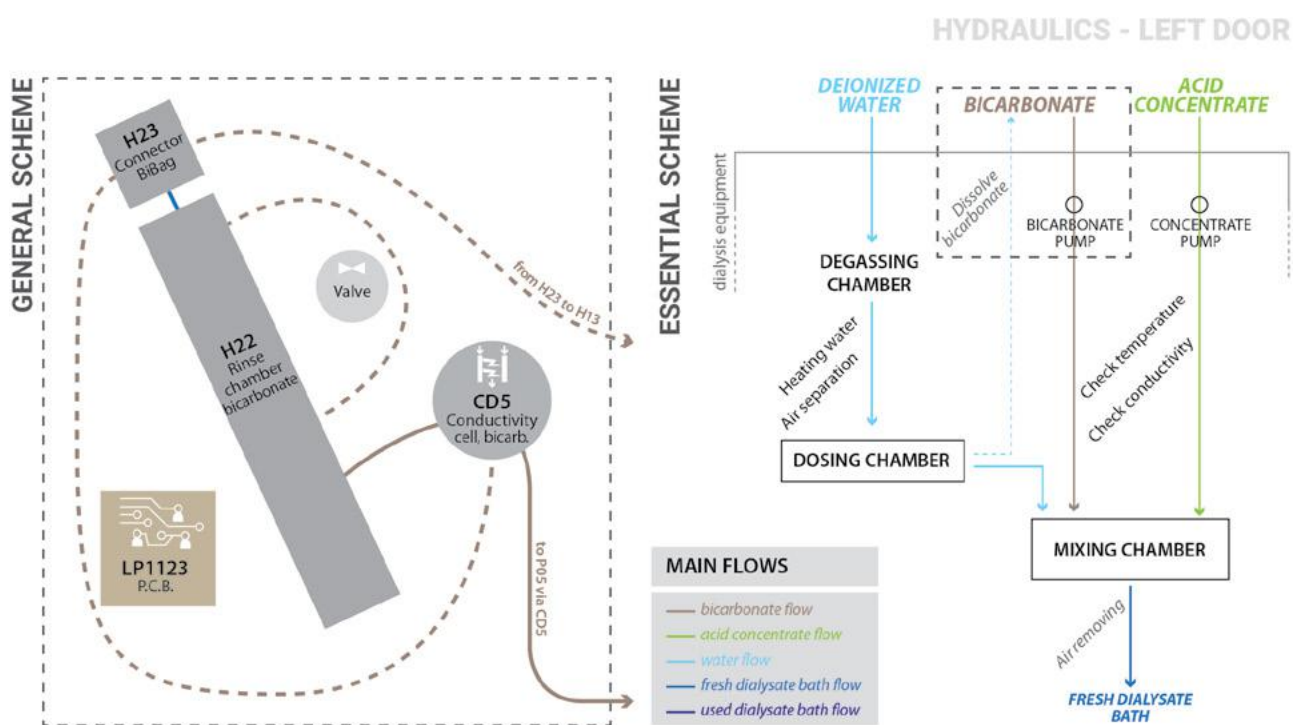 HYDRAULICS - LEFT DOOR
GENERAL SCHEME
H23
Connector
BiBag
Valve
from H23 to H13
H22
Rinse
chamber
bicarbonate
CD5
Conductivity
cell, bicarb.
LP1123
P.C.B.
to P05 via CD5
ESSENTIAL SCHEME
DEIONIZED
WATER
BICARBONATE
ACID
CONCENTRATE
dialysis equipment
Dissolve
bicarbonate
BICARBONATE
PUMP
CONCENTRATE
PUMP
DEGASSING
CHAMBER
Heating water
Air separation
Check temperature
Check conductivity
DOSING CHAMBER
MIXING CHAMBER
Air removing
FRESH DIALYSATE
BATH
MAIN FLOWS
bicarbonate flow
acid concentrate flow
water flow
fresh dialysate bath flow
used dialysate bath flow